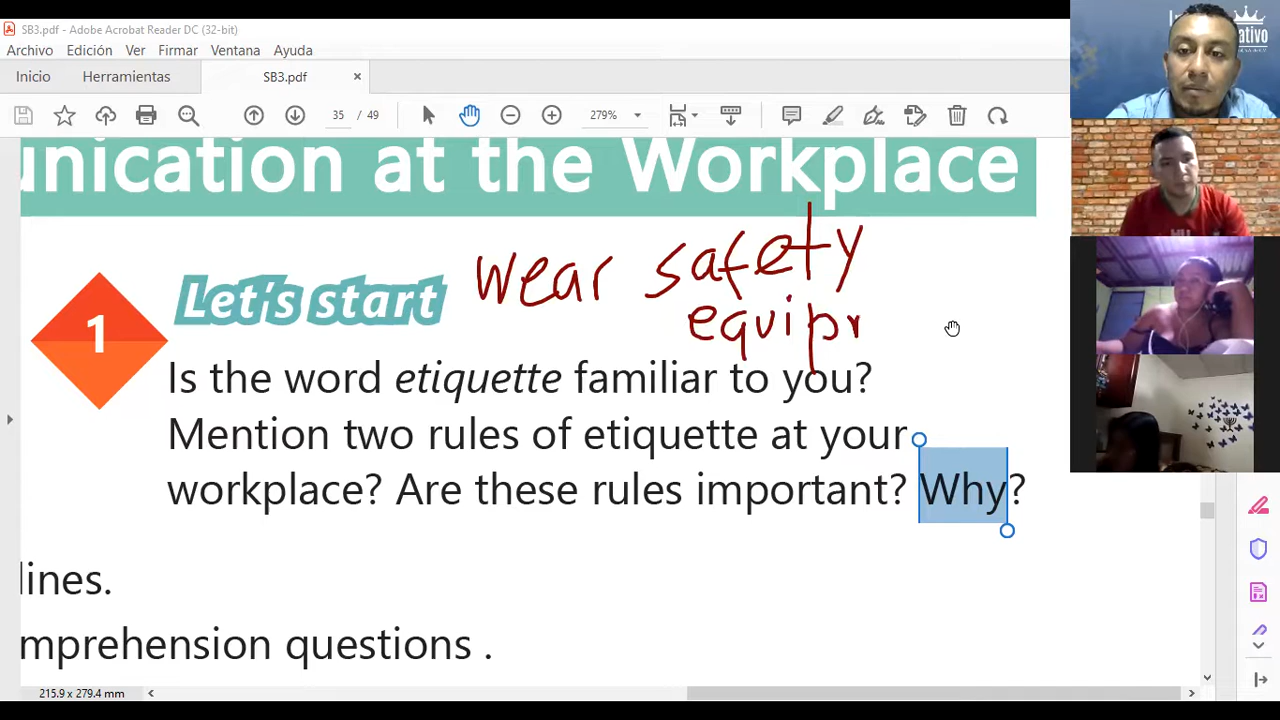 SB3.pdf - Adobe Acrobat Reader DC (32-bit)
Archivo Edición Ver Firmar Ventana Ayuda
Inicio Herramientas SB3.pdf ×
35 / 49 279%
unication at the Workplace
wear safety
equipr
1 Let's start
Is the word etiquette familiar to you?
Mention two rules of etiquette at your
workplace? Are these rules important? Why?
lines.
mprehension questions .
215.9 x 279.4 mm